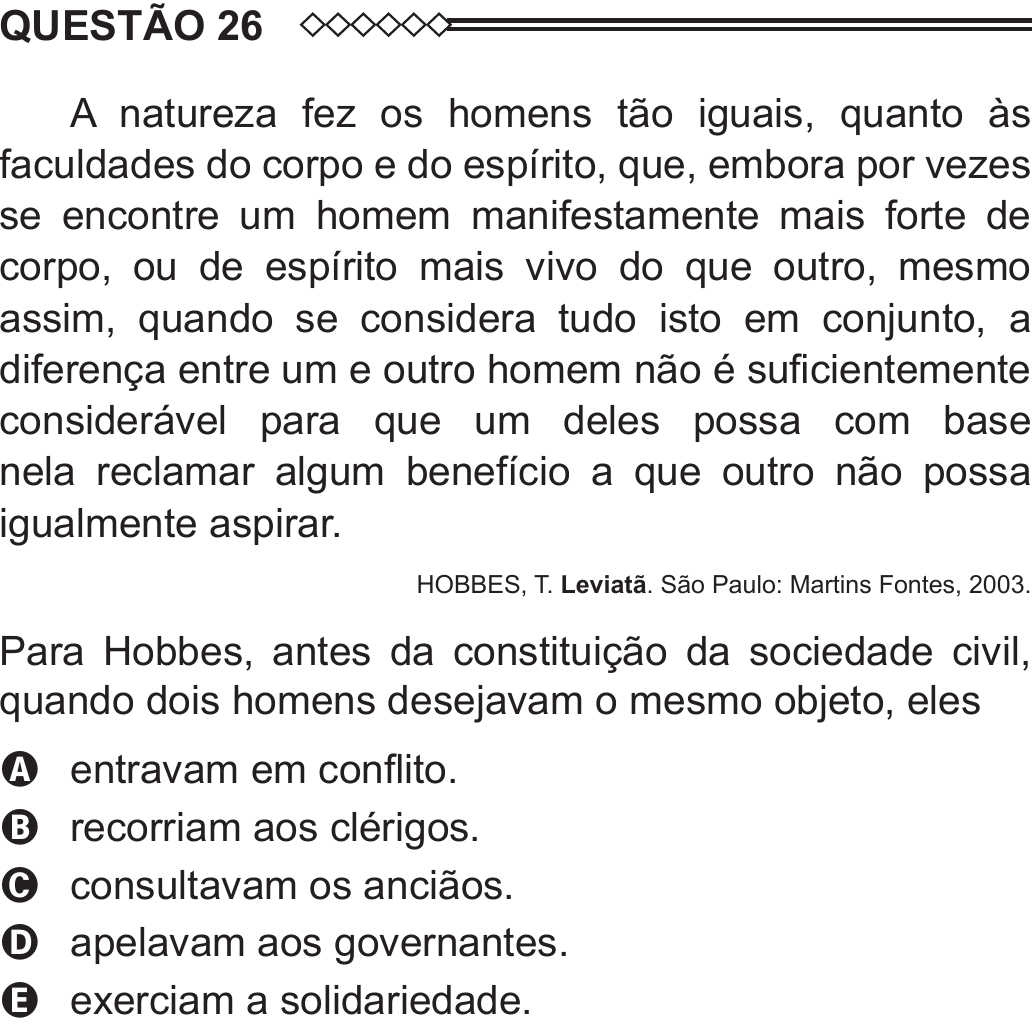 QUESTÃO 26
A natureza fez os homens tão iguais, quanto às
faculdades do corpo e do espírito, que, embora por vezes
se encontre um homem manifestamente mais forte de
corpo, ou de espírito mais vivo do que outro, mesmo
assim, quando se considera tudo isto em conjunto, a
diferença entre um e outro homem não é suficientemente
considerável para que um deles possa com base
nela reclamar algum benefício a que outro não possa
igualmente aspirar.
HOBBES, T. Leviatã. São Paulo: Martins Fontes, 2003.
Para Hobbes, antes da constituição da sociedade civil,
quando dois homens desejavam o mesmo objeto, eles
A entravam em conflito.
B recorriam aos clérigos.
C consultavam os anciãos.
D apelavam aos governantes.
E exerciam a solidariedade.